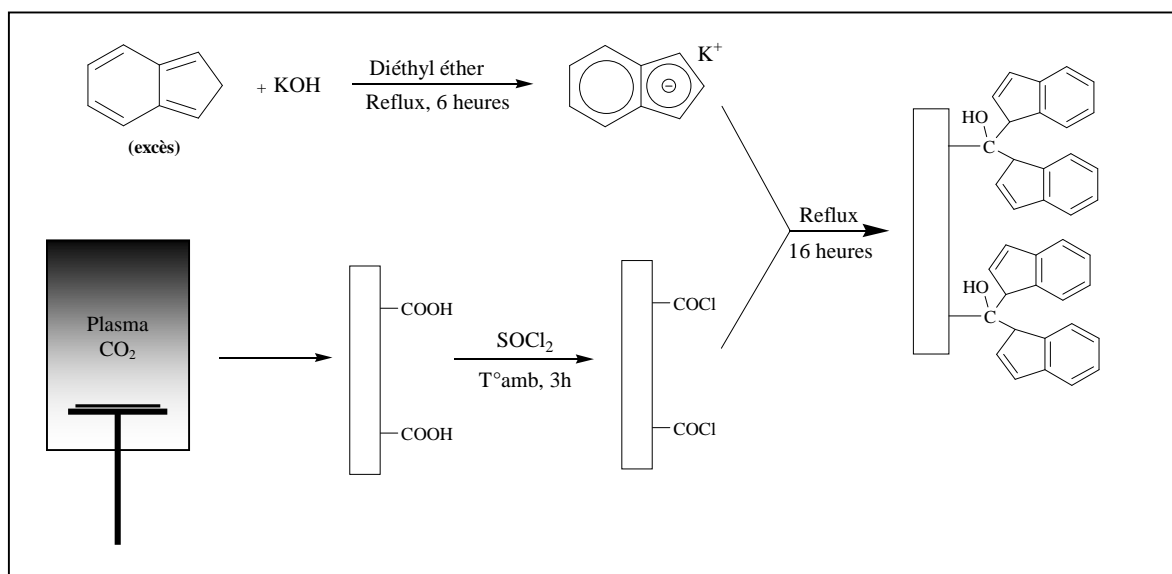 + KOH
Diéthyl éther
Reflux, 6 heures
K⁺
(excès)
⊖
HO
C
HO
C
Reflux
16 heures
Plasma
CO₂
COOH
COOH
SOCl₂
T°amb, 3h
COCl
COCl